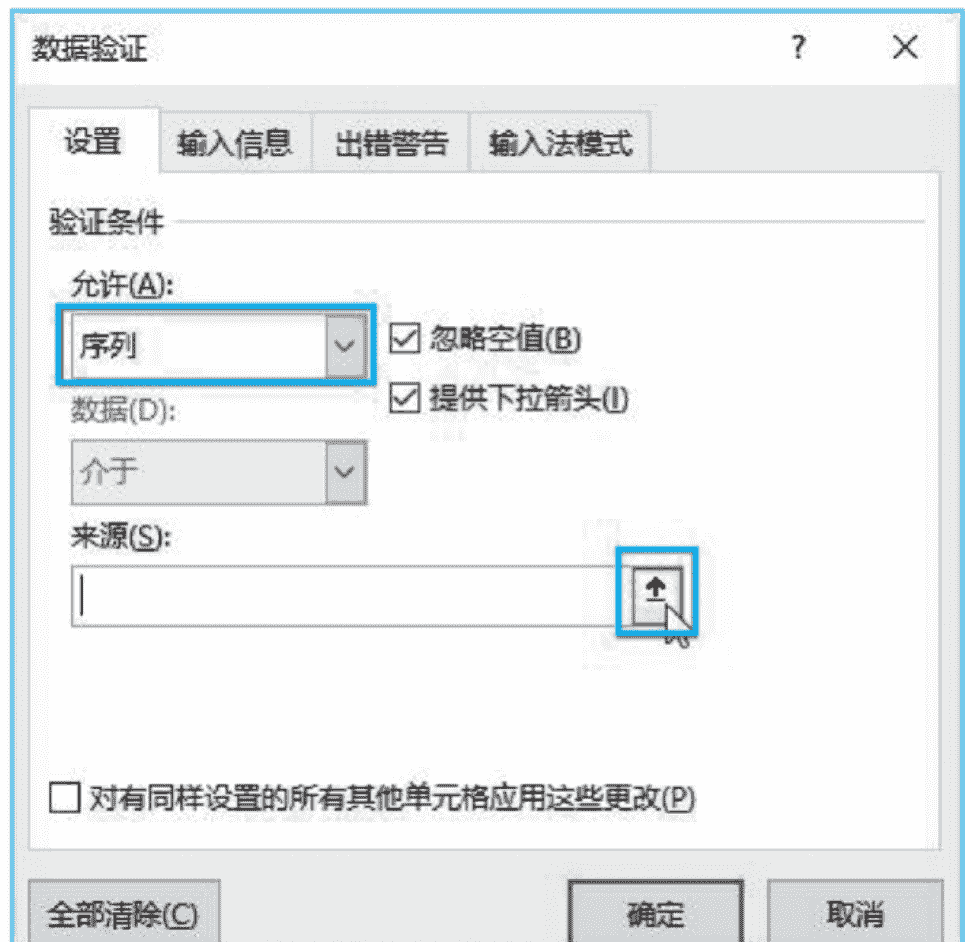 数据验证 ?
设置 输入信息 出错警告 输入法模式
验证条件
允许(A):
序列
忽略空值(B)
提供下拉箭头(I)
数据(D):
介于
来源(S):
对有同样设置的所有其他单元格应用这些更改(P)
全部清除(C) 确定 取消